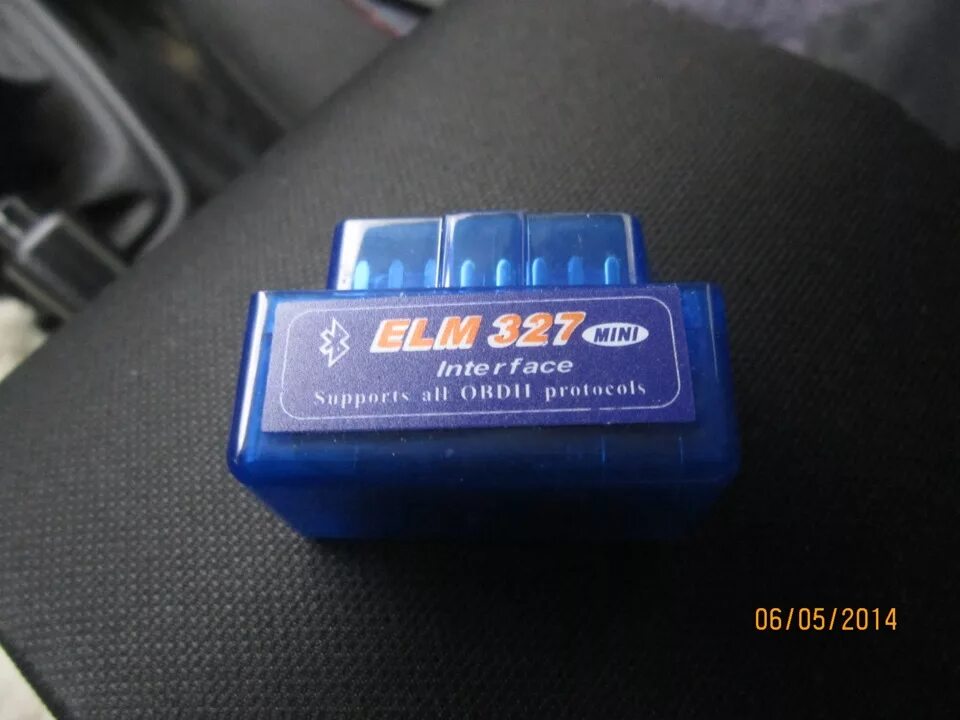 ELM 327 MINI
Interface
Supports all OBDII protocols
06/05/2014